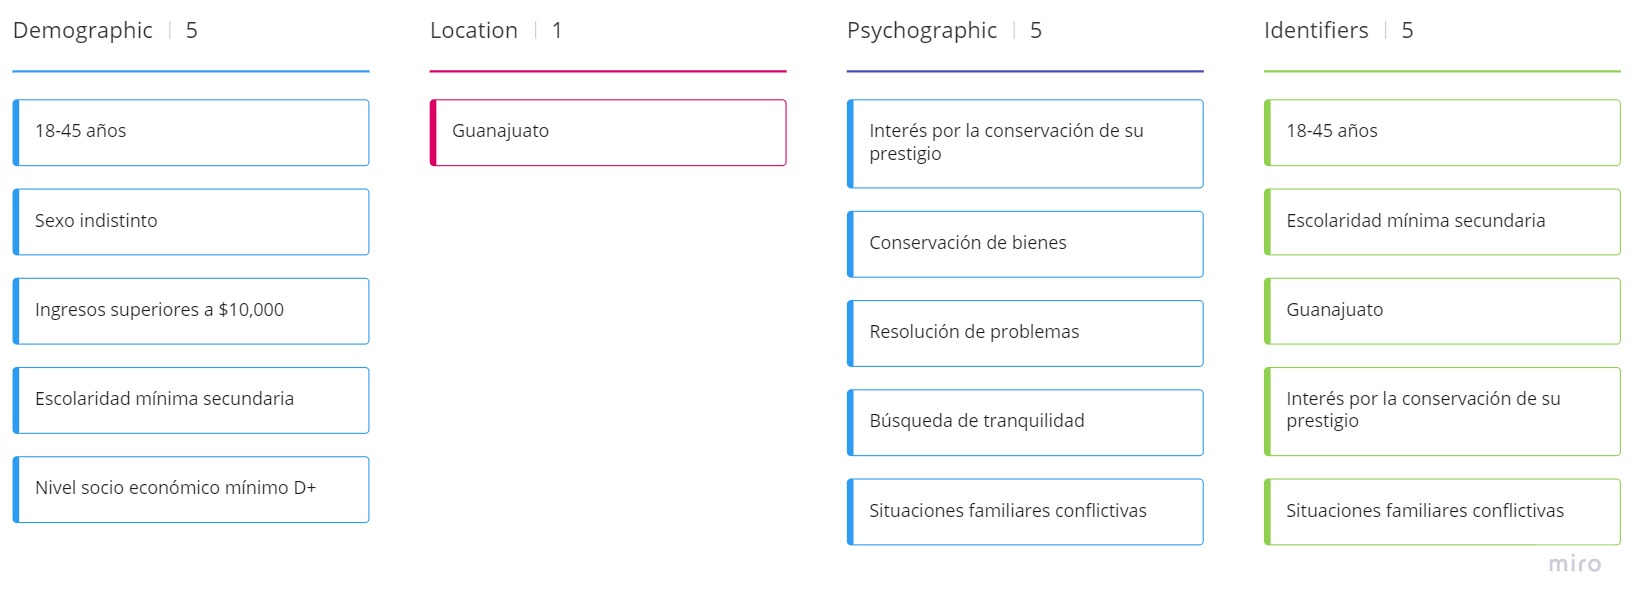 Demographic | 5
18-45 años
Sexo indistinto
Ingresos superiores a $10,000
Escolaridad mínima secundaria
Nivel socio económico mínimo D+
Location | 1
Guanajuato
Psychographic | 5
Interés por la conservación de su
prestigio
Conservación de bienes
Resolución de problemas
Búsqueda de tranquilidad
Situaciones familiares conflictivas
Identifiers | 5
18-45 años
Escolaridad mínima secundaria
Guanajuato
Interés por la conservación de su
prestigio
Situaciones familiares conflictivas
miro